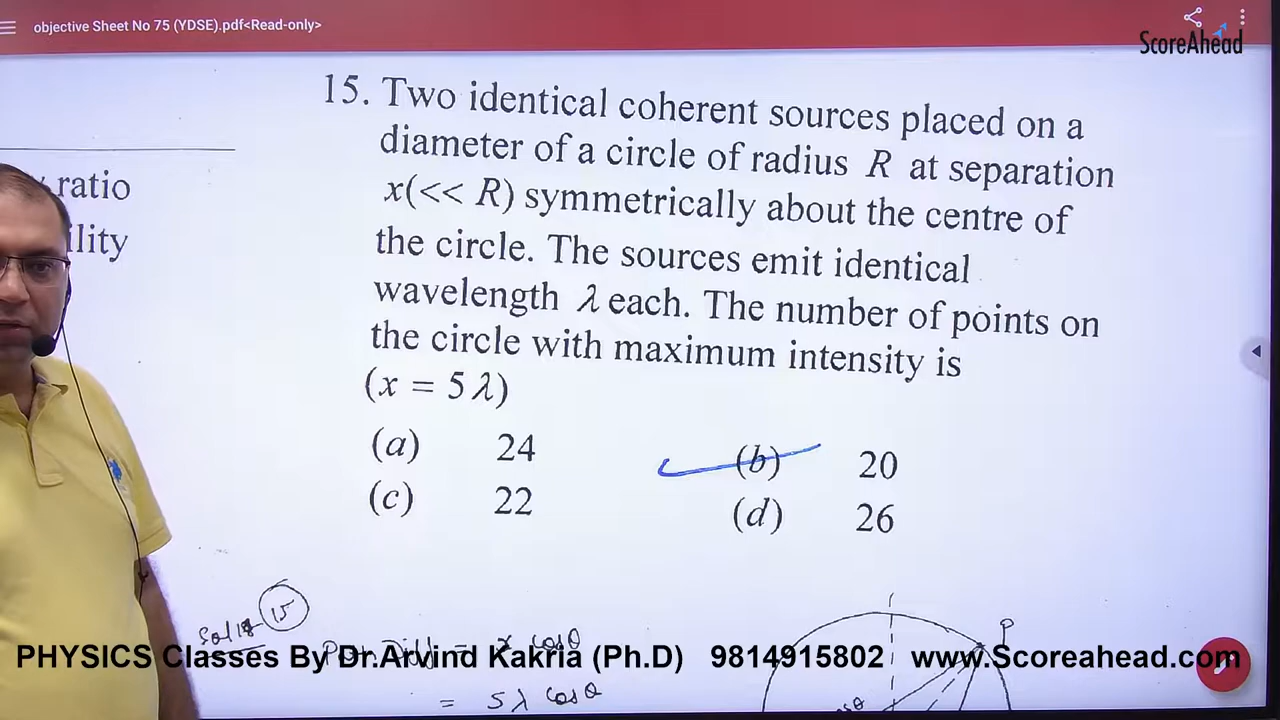 objective Sheet No 75 (YDSE).pdf<Read-only>
ScoreAhead
ratio
ility
15. Two identical coherent sources placed on a
diameter of a circle of radius R at separation
x(<< R) symmetrically about the centre of
the circle. The sources emit identical
wavelength λ each. The number of points on
the circle with maximum intensity is
(x = 5λ)
(a) 24 (b) 20
(c) 22 (d) 26
15
P
= x cosθ
PHYSICS Classes By Dr.Arvind Kakria (Ph.D) 9814915802 www.Scoreahead.com
= 5λ cosθ